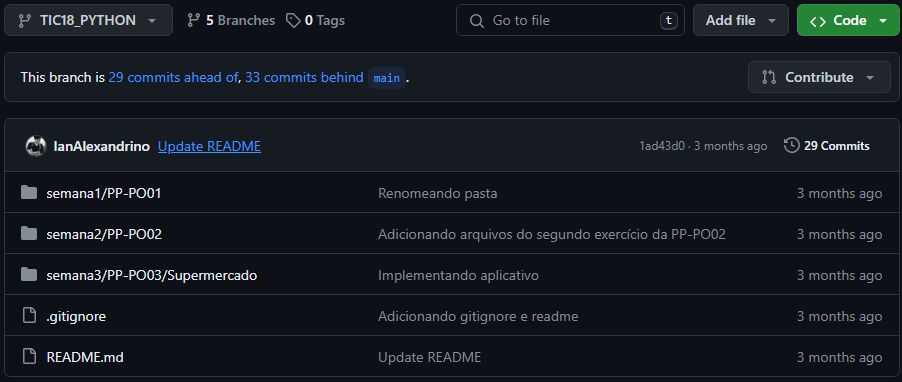 TIC18_PYTHON 5 Branches 0 Tags Go to file t Add file Code
This branch is 29 commits ahead of, 33 commits behind main . Contribute
IanAlexandrino Update README 1ad43d0 · 3 months ago 29 Commits
semana1/PP-PO01 Renomeando pasta 3 months ago
semana2/PP-PO02 Adicionando arquivos do segundo exercício da PP-PO02 3 months ago
semana3/PP-PO03/Supermercado Implementando aplicativo 3 months ago
.gitignore Adicionando gitignore e readme 3 months ago
README.md Update README 3 months ago